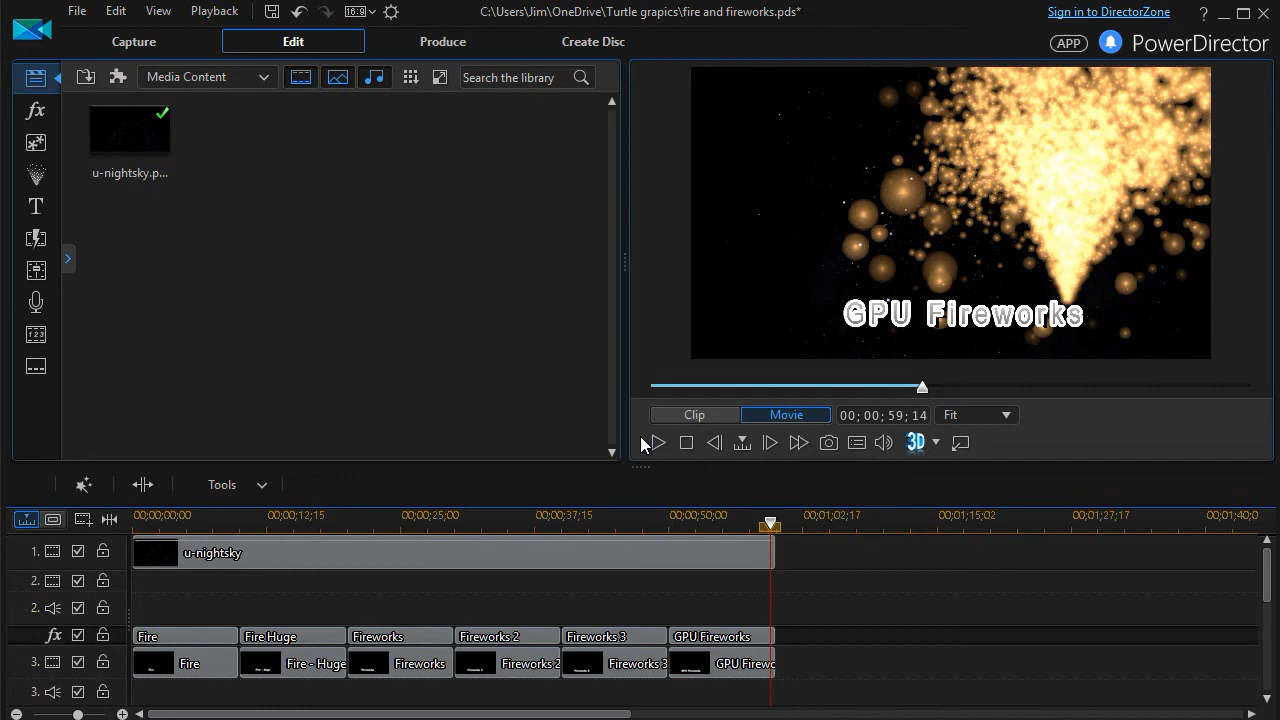 File Edit View Playback 16:9 C:\Users\Jim\OneDrive\Turtle grapics\fire and fireworks.pds* Sign in to DirectorZone ?
Capture Edit Produce Create Disc APP PowerDirector
Media Content Search the library
fx
u-nightsky.p...
T
GPU Fireworks
Clip Movie 00; 00; 59; 14 Fit
3D
Tools
00;00;00;00 00;00;12;15 00;00;25;00 00;00;37;15 00;00;50;00 00;01;02;17 00;01;15;02 00;01;27;17 00;01;40;0
1. u-nightsky
2.
2.
fx Fire Fire Huge Fireworks Fireworks 2 Fireworks 3 GPU Fireworks
3. Fire Fire - Huge Fireworks Fireworks 2 Fireworks 3 GPU Firewo
3.